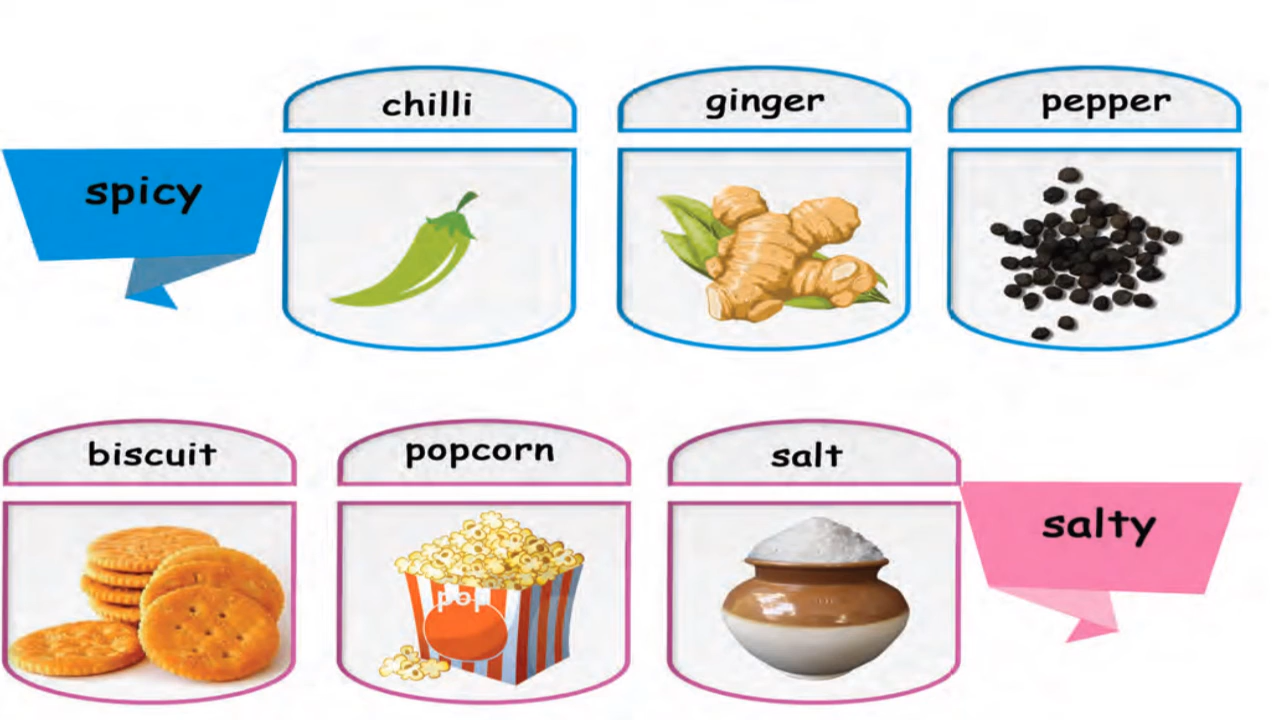 chilli
ginger
pepper
spicy
biscuit
popcorn
salt
salty
pop